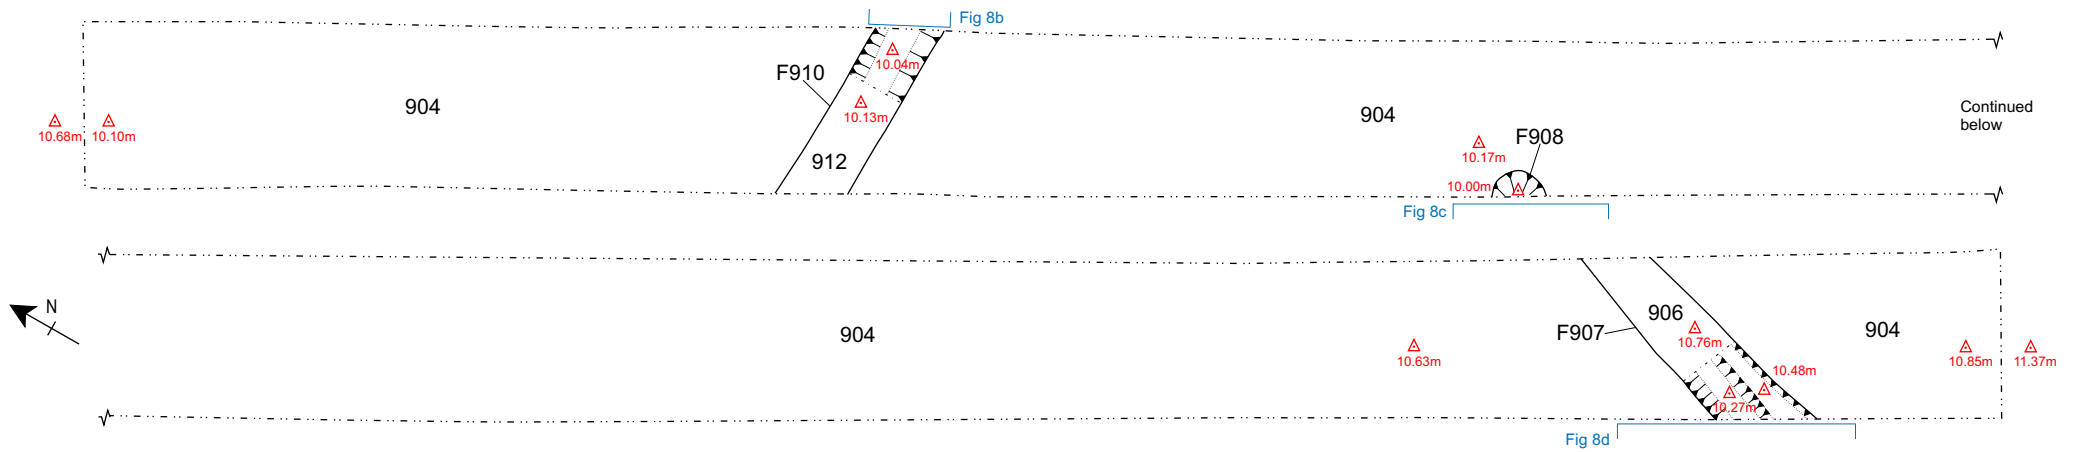 Fig 8b
F910
10.04m
904
10.13m
904
Continued
below
10.68m
10.10m
F908
10.17m
912
10.00m
Fig 8c
N
906
904
F907
904
10.76m
10.63m
10.85m
11.37m
10.48m
10.27m
Fig 8d